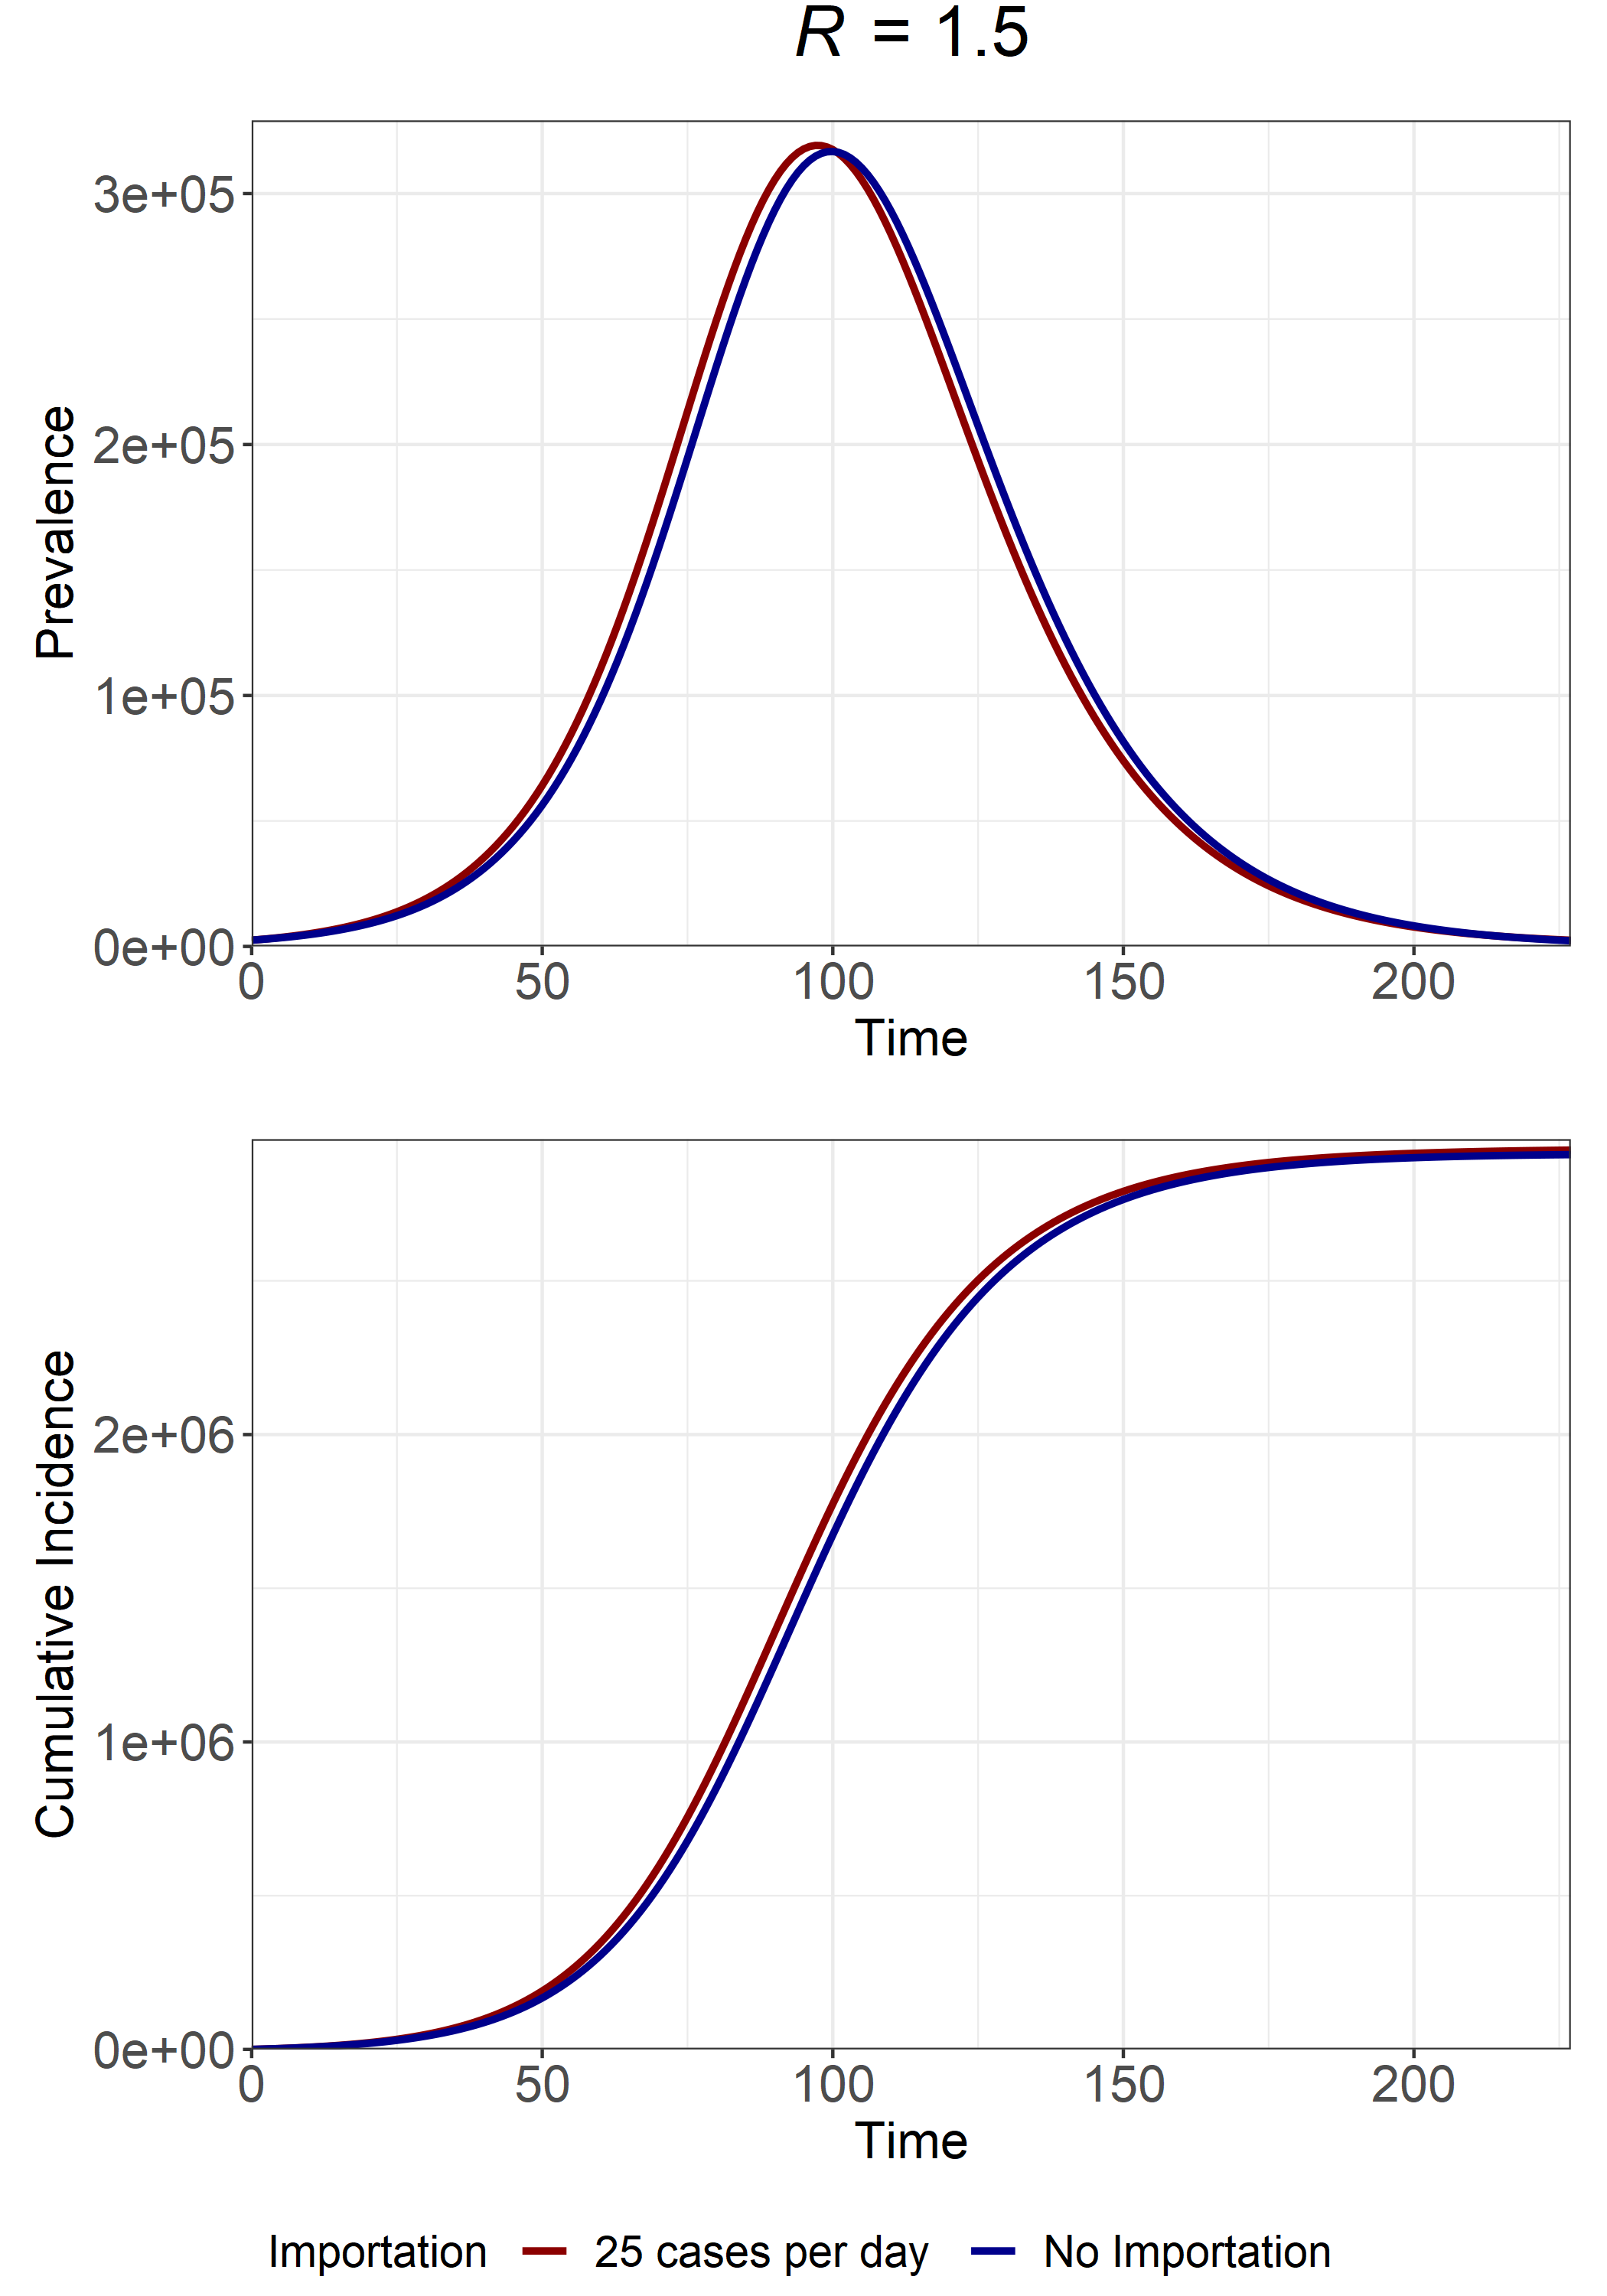 R = 1.5
3e+05
2e+05
1e+05
0e+00
Prevalence
0 50 100 150 200
Time
2e+06
1e+06
0e+00
Cumulative Incidence
0 50 100 150 200
Time
Importation 25 cases per day No Importation